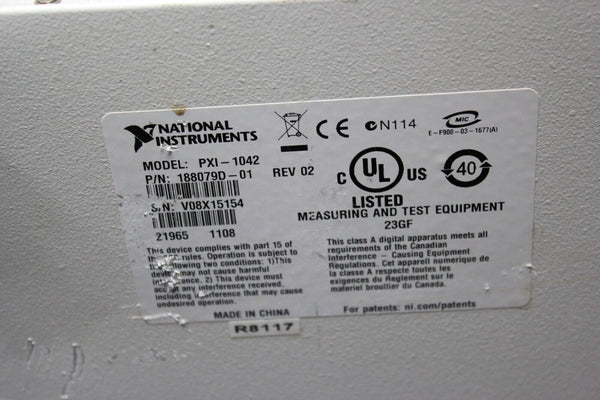 NATIONAL
INSTRUMENTS
MODEL: PXI-1042
P/N: 188079D-01 REV 02
S/N: V08X15154
21965 1108
This device complies with part 15 of
the rules. Operation is subject to
the following two conditions: 1)This
device may not cause harmful
interference. 2) This device must
accept any interference received,
including interference that may cause
undesired operation.
MADE IN CHINA
R8117
CE
N114
MIC
E-F900-03-1677(A)
C UL US
LISTED
40
MEASURING AND TEST EQUIPMENT
23GF
This class A digital apparatus meets all
requirements of the Canadian
Interference - Causing Equipment
Regulations. Cet appareil numerique de
la classe A respecte toutes les
exigences du Reglement sur le
materiel brouiller du Canada.
For patents: ni.com/patents